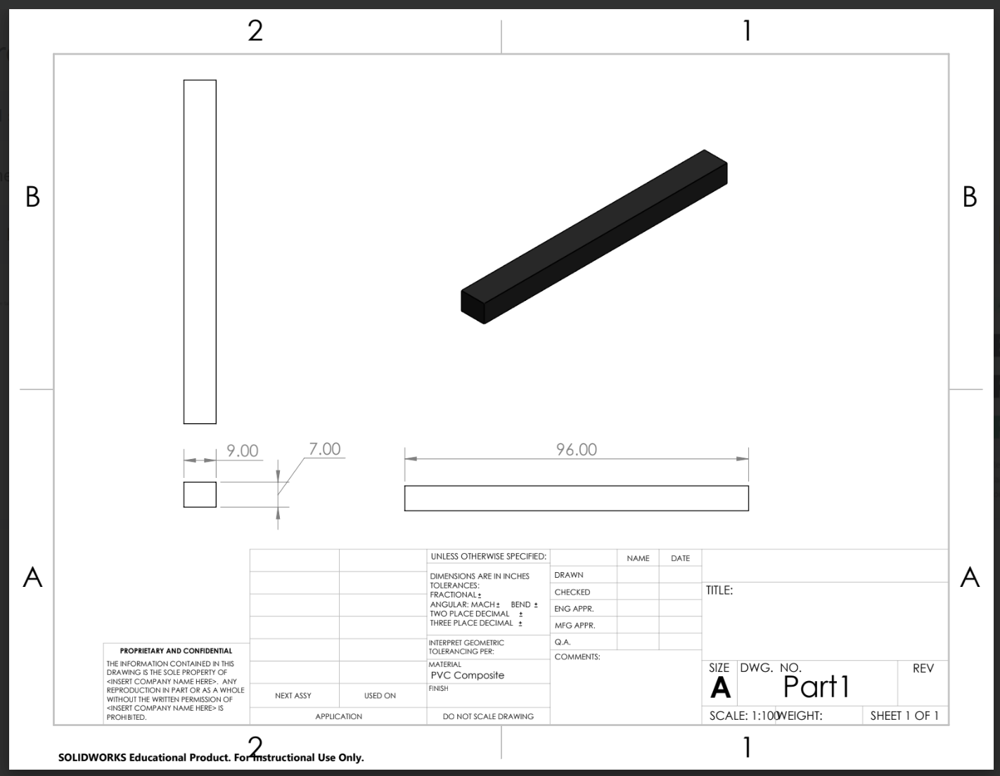 2 1
B B
9.00 7.00 96.00
A A
UNLESS OTHERWISE SPECIFIED:
DIMENSIONS ARE IN INCHES
TOLERANCES:
FRACTIONAL ±
ANGULAR: MACH ± BEND ±
TWO PLACE DECIMAL ±
THREE PLACE DECIMAL ±
INTERPRET GEOMETRIC
TOLERANCING PER:
MATERIAL
PVC Composite
FINISH
DO NOT SCALE DRAWING
NAME DATE
DRAWN
CHECKED
ENG APPR.
MFG APPR.
Q.A.
COMMENTS:
TITLE:
SIZE DWG. NO. REV
A Part1
SCALE: 1:100 WEIGHT: SHEET 1 OF 1
PROPRIETARY AND CONFIDENTIAL
THE INFORMATION CONTAINED IN THIS
DRAWING IS THE SOLE PROPERTY OF
<INSERT COMPANY NAME HERE>. ANY
REPRODUCTION IN PART OR AS A WHOLE
WITHOUT THE WRITTEN PERMISSION OF
<INSERT COMPANY NAME HERE> IS
PROHIBITED.
NEXT ASSY USED ON
APPLICATION
2 1
SOLIDWORKS Educational Product. For Instructional Use Only.